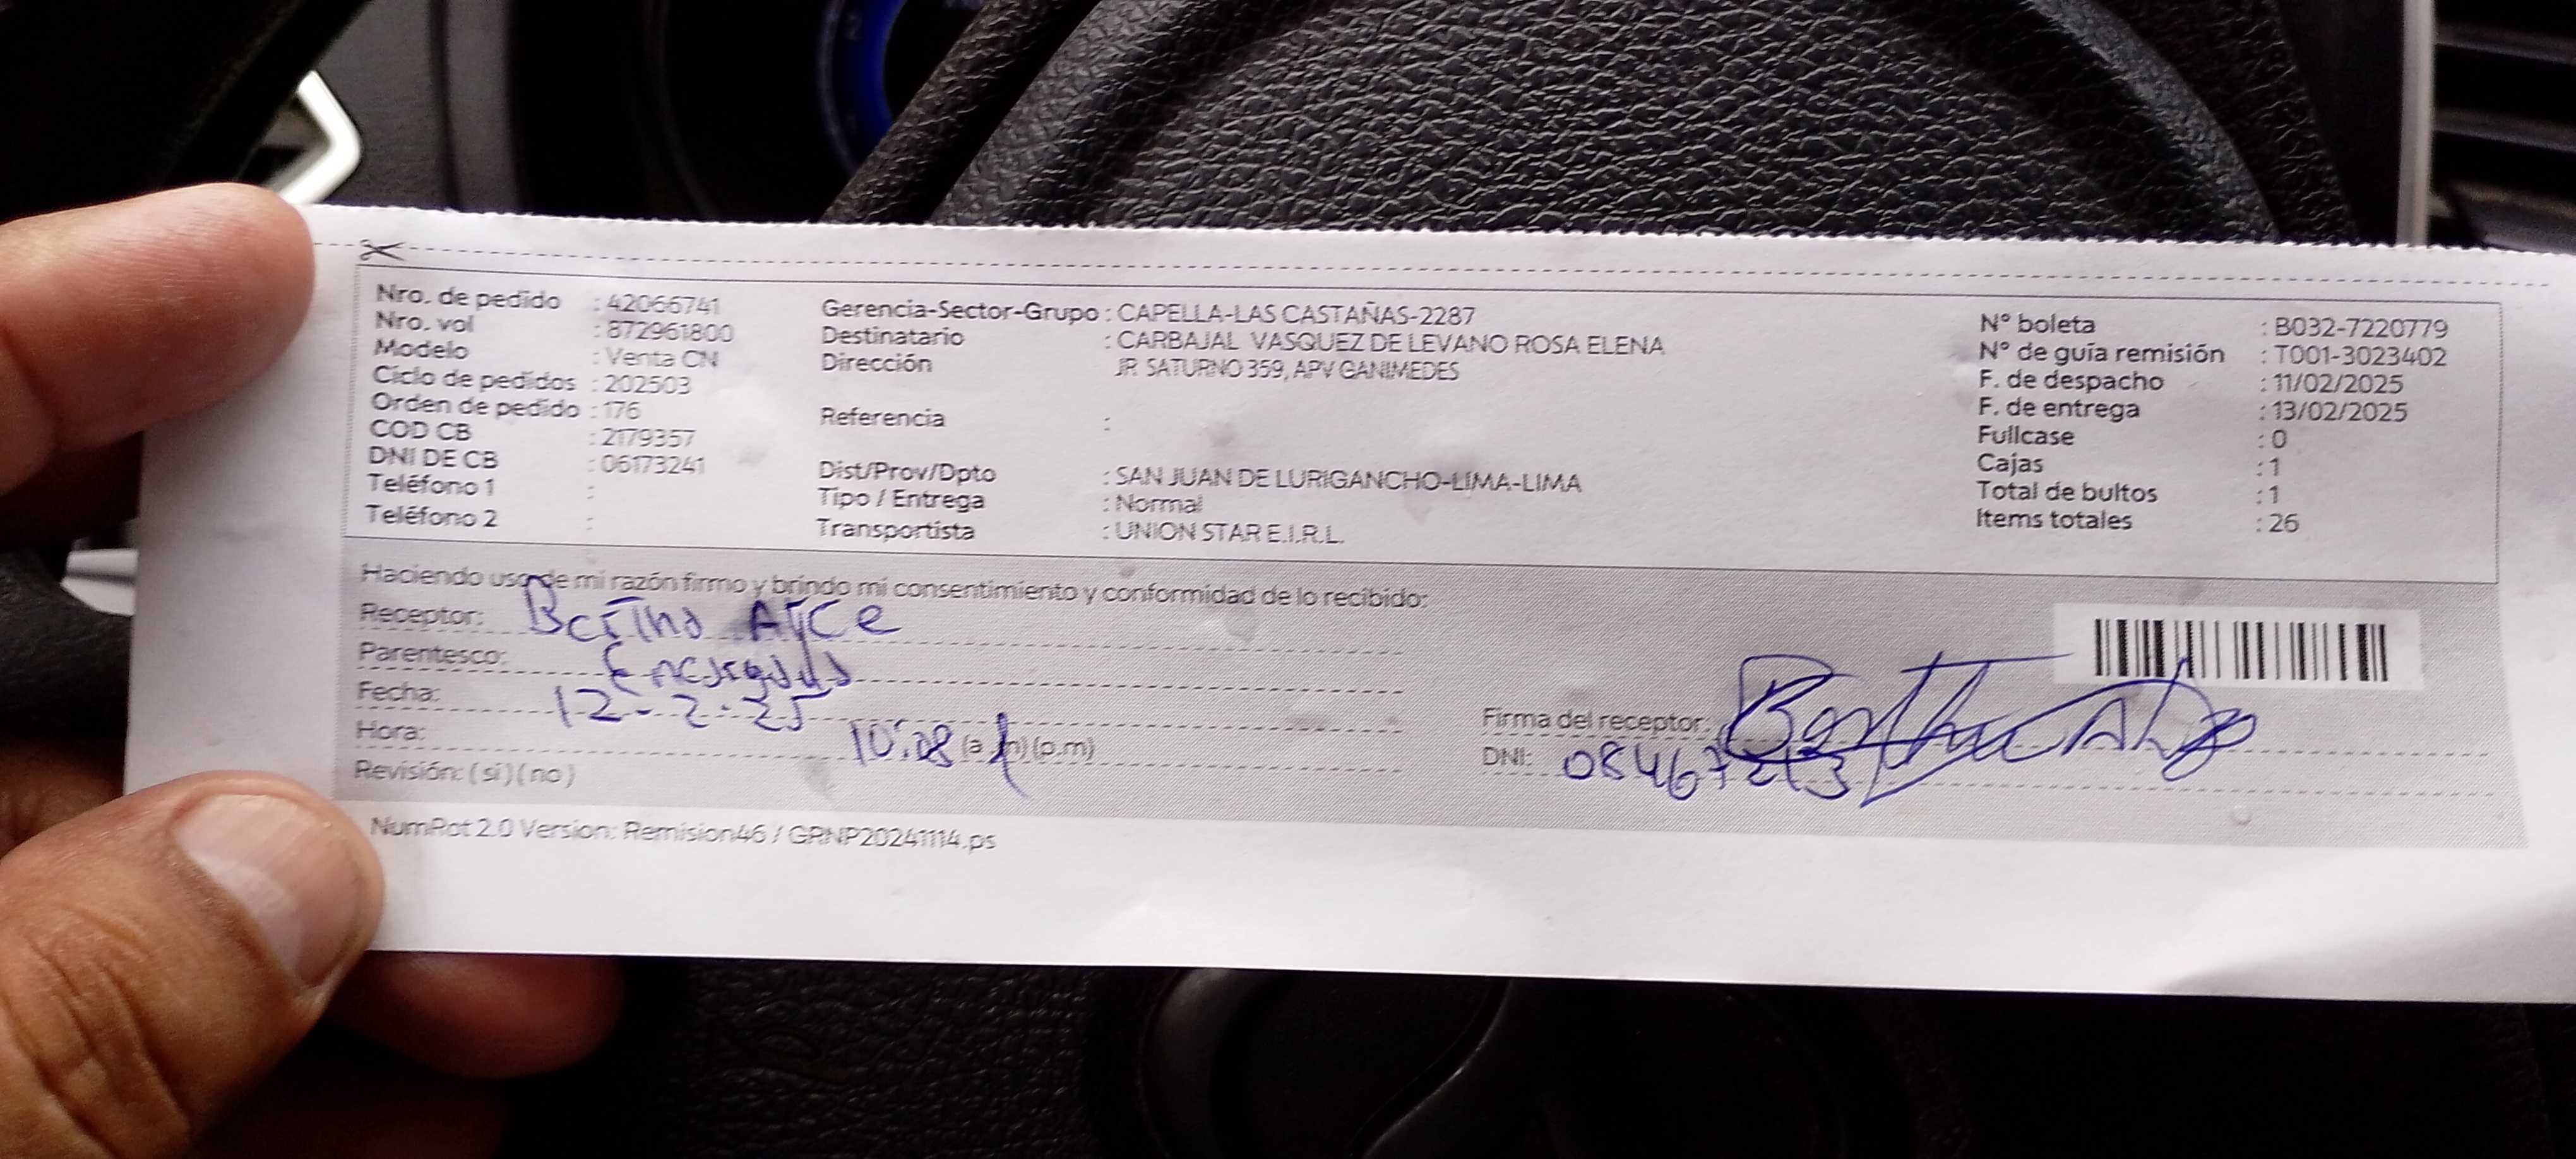 Nro. de pedido : 42066741
Nro. vol : 872961800
Modelo : Venta CN
Ciclo de pedidos : 202503
Orden de pedido : 176
COD CB : 2179357
DNI DE CB : 06173241
Teléfono 1 :
Teléfono 2 :
Gerencia-Sector-Grupo : CAPELLA-LAS CASTAÑAS-2287
Destinatario : CARBAJAL VASQUEZ DE LEVANO ROSA ELENA
Dirección JR SATURNO 359, APV GANIMEDES
Referencia :
Dist/Prov/Dpto : SAN JUAN DE LURIGANCHO-LIMA-LIMA
Tipo / Entrega : Normal
Transportista : UNION STAR E.I.R.L.
N° boleta : B032-7220779
N° de guía remisión : T001-3023402
F. de despacho : 11/02/2025
F. de entrega : 13/02/2025
Fullcase : 0
Cajas : 1
Total de bultos : 1
Items totales : 26
Haciendo uso de mi razón firmo y brindo mi consentimiento y conformidad de lo recibido:
Receptor:
Parentesco:
Fecha: 12-2-25
Hora: 10:08 (a.m)(p.m)
Revisión: (si)(no)
Firma del receptor:
DNI:
NumRot 2.0 Version: Remision46 / GRNP20241114.ps